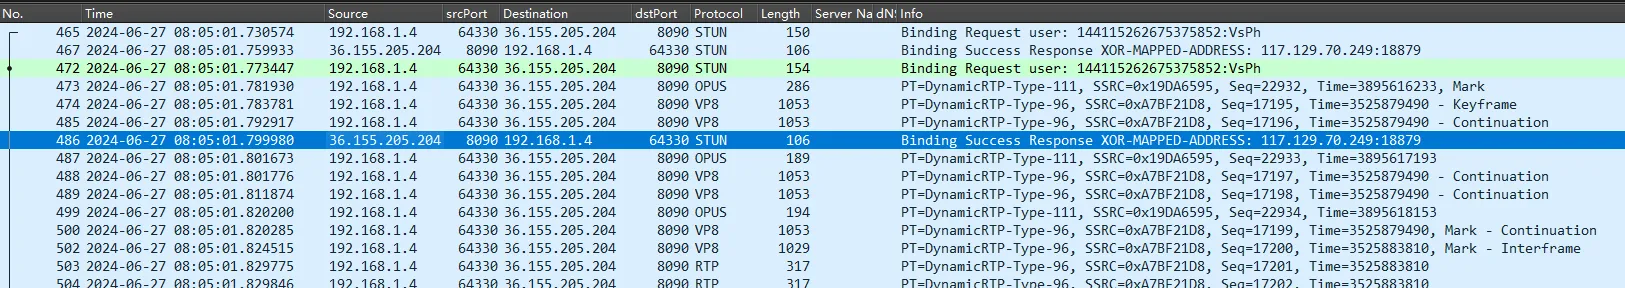 No. Time Source srcPort Destination dstPort Protocol Length Server Na dNS Info
465 2024-06-27 08:05:01.730574 192.168.1.4 64330 36.155.205.204 8090 STUN 150 Binding Request user: 144115262675375852:VsPh
467 2024-06-27 08:05:01.759933 36.155.205.204 8090 192.168.1.4 64330 STUN 106 Binding Success Response XOR-MAPPED-ADDRESS: 117.129.70.249:18879
472 2024-06-27 08:05:01.773447 192.168.1.4 64330 36.155.205.204 8090 STUN 154 Binding Request user: 144115262675375852:VsPh
473 2024-06-27 08:05:01.781930 192.168.1.4 64330 36.155.205.204 8090 OPUS 286 PT=DynamicRTP-Type-111, SSRC=0x19DA6595, Seq=22932, Time=3895616233, Mark
474 2024-06-27 08:05:01.783781 192.168.1.4 64330 36.155.205.204 8090 VP8 1053 PT=DynamicRTP-Type-96, SSRC=0xA7BF21D8, Seq=17195, Time=3525879490 - Keyframe
485 2024-06-27 08:05:01.792917 192.168.1.4 64330 36.155.205.204 8090 VP8 1053 PT=DynamicRTP-Type-96, SSRC=0xA7BF21D8, Seq=17196, Time=3525879490 - Continuation
486 2024-06-27 08:05:01.799980 36.155.205.204 8090 192.168.1.4 64330 STUN 106 Binding Success Response XOR-MAPPED-ADDRESS: 117.129.70.249:18879
487 2024-06-27 08:05:01.801673 192.168.1.4 64330 36.155.205.204 8090 OPUS 189 PT=DynamicRTP-Type-111, SSRC=0x19DA6595, Seq=22933, Time=3895617193
488 2024-06-27 08:05:01.801776 192.168.1.4 64330 36.155.205.204 8090 VP8 1053 PT=DynamicRTP-Type-96, SSRC=0xA7BF21D8, Seq=17197, Time=3525879490 - Continuation
489 2024-06-27 08:05:01.811874 192.168.1.4 64330 36.155.205.204 8090 VP8 1053 PT=DynamicRTP-Type-96, SSRC=0xA7BF21D8, Seq=17198, Time=3525879490 - Continuation
499 2024-06-27 08:05:01.820200 192.168.1.4 64330 36.155.205.204 8090 OPUS 194 PT=DynamicRTP-Type-111, SSRC=0x19DA6595, Seq=22934, Time=3895618153
500 2024-06-27 08:05:01.820285 192.168.1.4 64330 36.155.205.204 8090 VP8 1053 PT=DynamicRTP-Type-96, SSRC=0xA7BF21D8, Seq=17199, Time=3525879490, Mark - Continuation
502 2024-06-27 08:05:01.824515 192.168.1.4 64330 36.155.205.204 8090 VP8 1029 PT=DynamicRTP-Type-96, SSRC=0xA7BF21D8, Seq=17200, Time=3525883810, Mark - Interframe
503 2024-06-27 08:05:01.829775 192.168.1.4 64330 36.155.205.204 8090 RTP 317 PT=DynamicRTP-Type-96, SSRC=0xA7BF21D8, Seq=17201, Time=3525883810
504 2024-06-27 08:05:01.829846 192.168.1.4 64330 36.155.205.204 8090 RTP 317 PT=DynamicRTP-Type-96, SSRC=0xA7BF21D8, Seq=17202, Time=3525883810